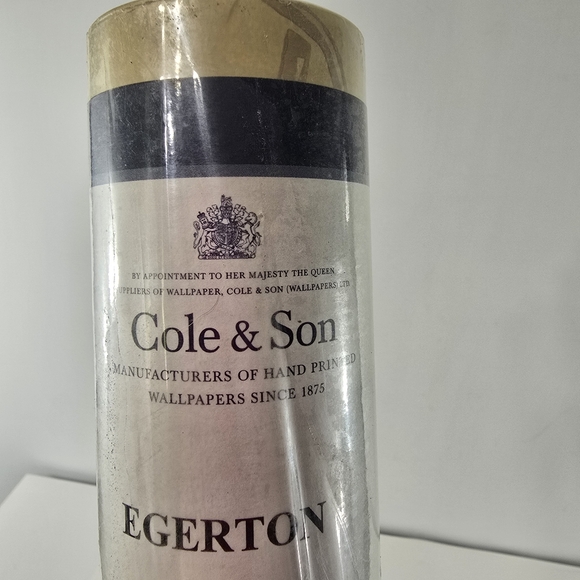 BY APPOINTMENT TO HER MAJESTY THE QUEEN
SUPPLIERS OF WALLPAPER, COLE & SON (WALLPAPERS) LTD
Cole & Son
MANUFACTURERS OF HAND PRINTED
WALLPAPERS SINCE 1875
EGERTON